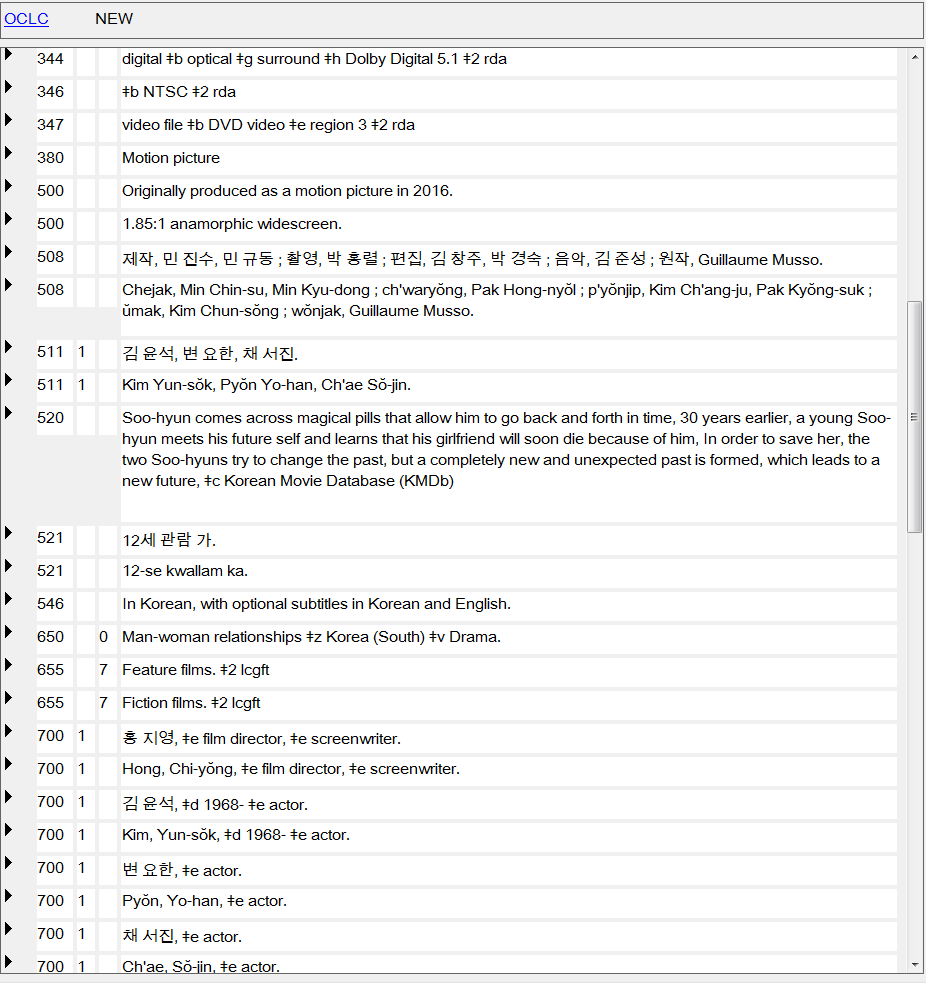 OCLC NEW
344 digital ǂb optical ǂg surround ǂh Dolby Digital 5.1 ǂ2 rda
346 ǂb NTSC ǂ2 rda
347 video file ǂb DVD video ǂe region 3 ǂ2 rda
380 Motion picture
500 Originally produced as a motion picture in 2016.
500 1.85:1 anamorphic widescreen.
508 제작, 민 진수, 민 규동 ; 촬영, 박 홍렬 ; 편집, 김 창주, 박 경숙 ; 음악, 김 준성 ; 원작, Guillaume Musso.
508 Chejak, Min Chin-su, Min Kyu-dong ; ch'waryŏng, Pak Hong-nyŏl ; p'yŏnjip, Kim Ch'ang-ju, Pak Kyŏng-suk ;
ŭmak, Kim Chun-sŏng ; wŏnjak, Guillaume Musso.
511 1 김 윤석, 변 요한, 채 서진.
511 1 Kim Yun-sŏk, Pyŏn Yo-han, Ch'ae Sŏ-jin.
520 Soo-hyun comes across magical pills that allow him to go back and forth in time, 30 years earlier, a young Soo-
hyun meets his future self and learns that his girlfriend will soon die because of him, In order to save her, the
two Soo-hyuns try to change the past, but a completely new and unexpected past is formed, which leads to a
new future, ǂc Korean Movie Database (KMDb)
521 12세 관람 가.
521 12-se kwallam ka.
546 In Korean, with optional subtitles in Korean and English.
650 0 Man-woman relationships ǂz Korea (South) ǂv Drama.
655 7 Feature films. ǂ2 lcgft
655 7 Fiction films. ǂ2 lcgft
700 1 홍 지영, ǂe film director, ǂe screenwriter.
700 1 Hong, Chi-yŏng, ǂe film director, ǂe screenwriter.
700 1 김 윤석, ǂd 1968- ǂe actor.
700 1 Kim, Yun-sŏk, ǂd 1968- ǂe actor.
700 1 변 요한, ǂe actor.
700 1 Pyŏn, Yo-han, ǂe actor.
700 1 채 서진, ǂe actor.
700 1 Ch'ae, Sŏ-jin, ǂe actor.